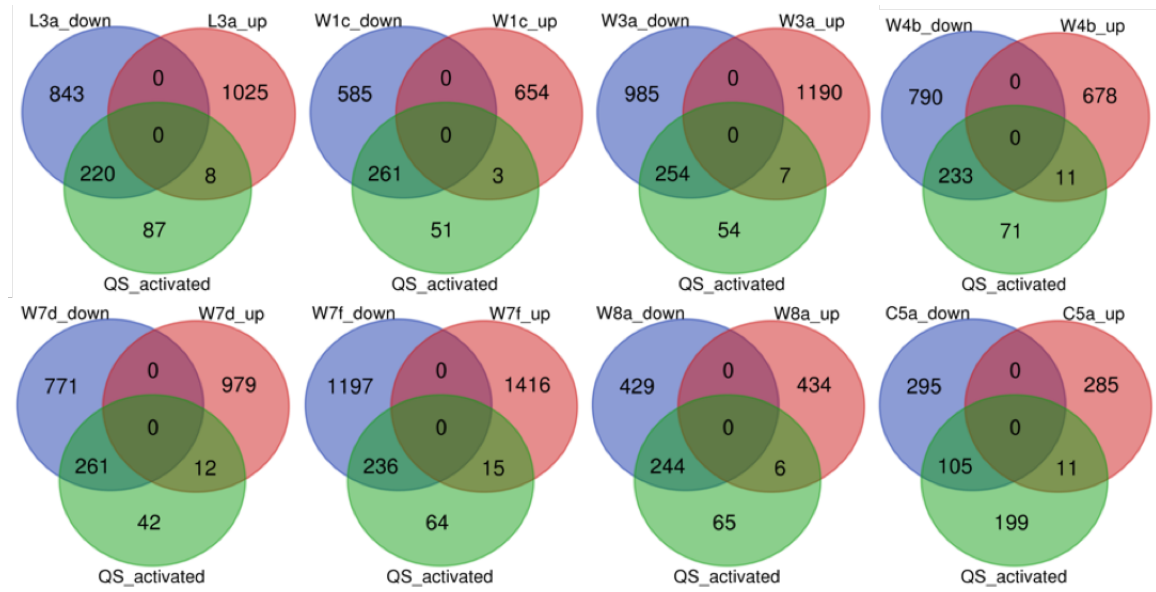 L3a_down L3a_up W1c_down W1c_up W3a_down W3a_up W4b_down W4b_up
0 0 0 0
843 1025 585 654 985 1190 790 678
0 0 0 0
220 8 261 3 254 7 233 11
87 51 54 71
QS_activated QS_activated QS_activated QS_activated
W7d_down W7d_up W7f_down W7f_up W8a_down W8a_up C5a_down C5a_up
0 0 0 0
771 979 1197 1416 429 434 295 285
0 0 0 0
261 12 236 15 244 6 105 11
42 64 65 199
QS_activated QS_activated QS_activated QS_activated